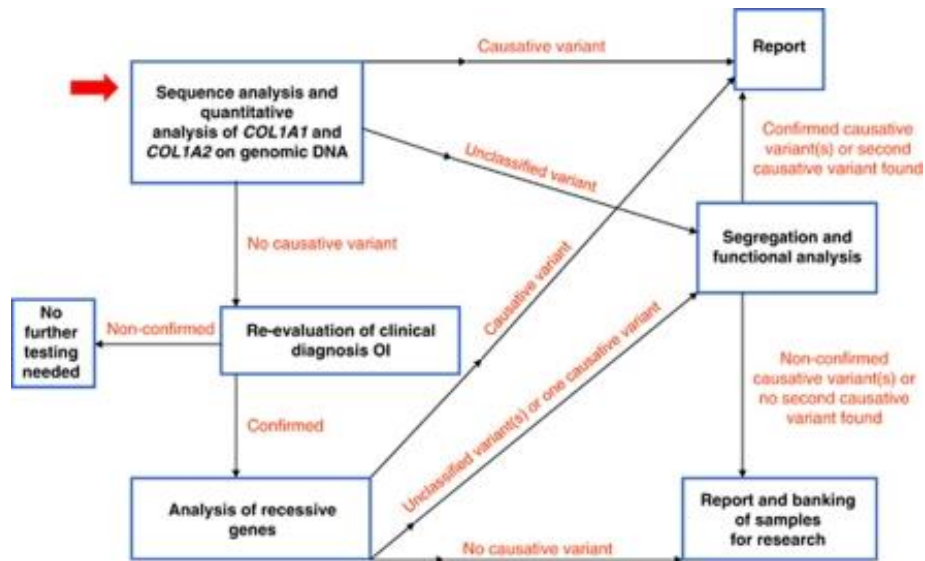 Causative variant
Report
Sequence analysis and
quantitative
analysis of COL1A1 and
COL1A2 on genomic DNA
Unclassified variant
Confirmed causative
variant(s) or second
causative variant found
No causative variant
Causative variant
Segregation and
functional analysis
No
further
testing
needed
Non-confirmed
Re-evaluation of clinical
diagnosis OI
Unclassified variant(s) or one causative variant
Non-confirmed
causative variant(s) or
no second causative
variant found
Confirmed
Analysis of recessive
genes
No causative variant
Report and banking
of samples
for research